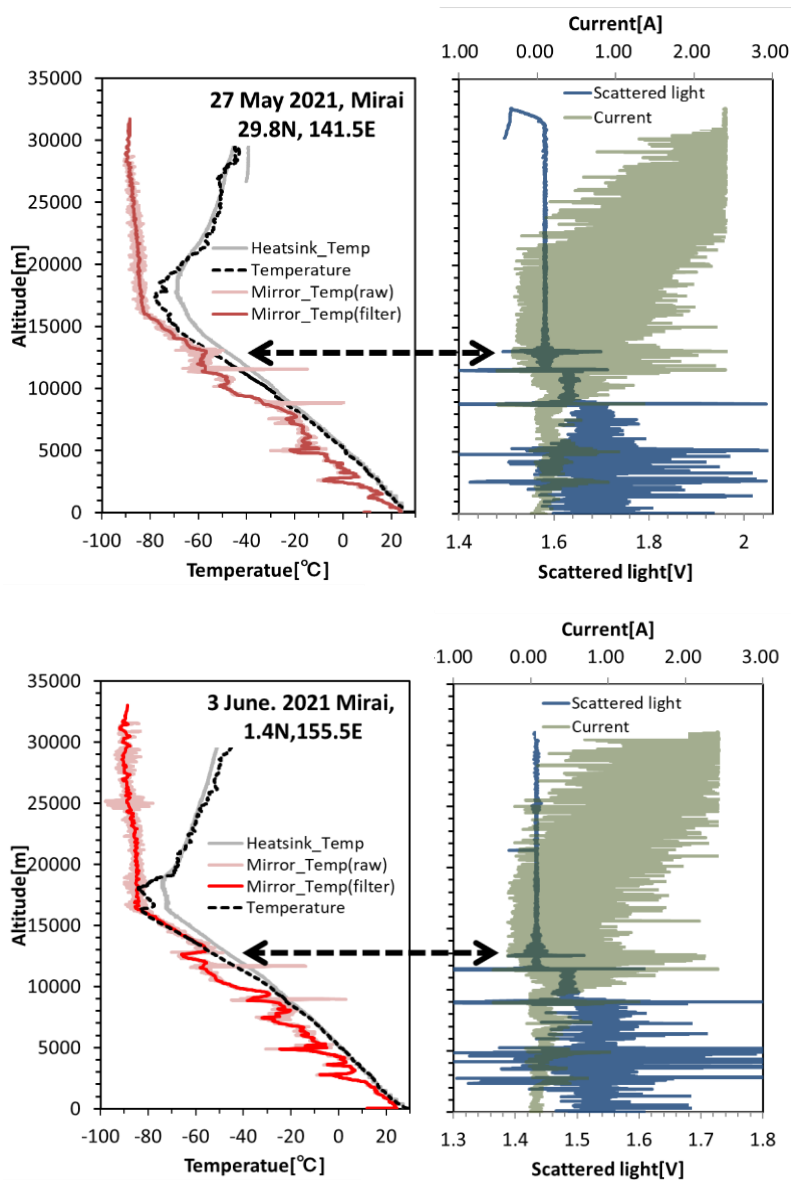 Current[A]
1.00 0.00 1.00 2.00 3.00
35000
30000
25000
20000
15000
10000
5000
0
Altitude[m]
27 May 2021, Mirai
29.8N, 141.5E
Heatsink_Temp
Temperature
Mirror_Temp(raw)
Mirror_Temp(filter)
-100 -80 -60 -40 -20 0 20
Temperatue[℃]
Scattered light
Current
1.4 1.6 1.8 2
Scattered light[V]
Current[A]
-1.00 0.00 1.00 2.00 3.00
35000
30000
25000
20000
15000
10000
5000
0
Altitude[m]
3 June. 2021 Mirai,
1.4N,155.5E
Heatsink_Temp
Mirror_Temp(raw)
Mirror_Temp(filter)
Temperature
-100 -80 -60 -40 -20 0 20
Temperatue[℃]
Scattered light
Current
1.3 1.4 1.5 1.6 1.7 1.8
Scattered light[V]